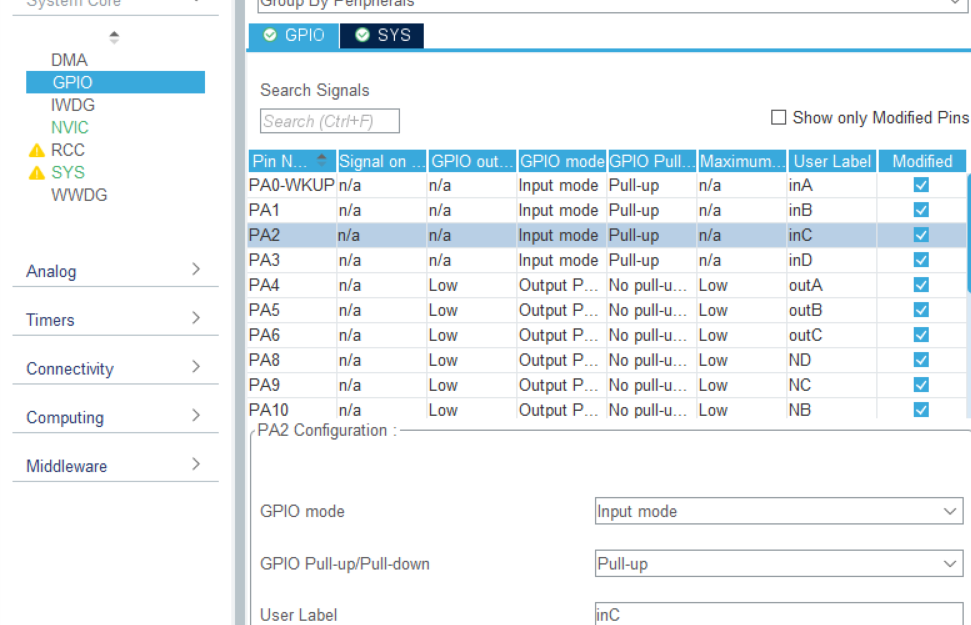 System Core
DMA
GPIO
IWDG
NVIC
RCC
SYS
WWDG
Analog
Timers
Connectivity
Computing
Middleware
Group By Peripherals
GPIO SYS
Search Signals
Search (Ctrl+F)
Show only Modified Pins
Pin N... Signal on ... GPIO out... GPIO mode GPIO Pull... Maximum... User Label Modified
PA0-WKUP n/a n/a Input mode Pull-up n/a inA
PA1 n/a n/a Input mode Pull-up n/a inB
PA2 n/a n/a Input mode Pull-up n/a inC
PA3 n/a n/a Input mode Pull-up n/a inD
PA4 n/a Low Output P... No pull-u... Low outA
PA5 n/a Low Output P... No pull-u... Low outB
PA6 n/a Low Output P... No pull-u... Low outC
PA8 n/a Low Output P... No pull-u... Low ND
PA9 n/a Low Output P... No pull-u... Low NC
PA10 n/a Low Output P... No pull-u... Low NB
PA2 Configuration :
GPIO mode Input mode
GPIO Pull-up/Pull-down Pull-up
User Label inC